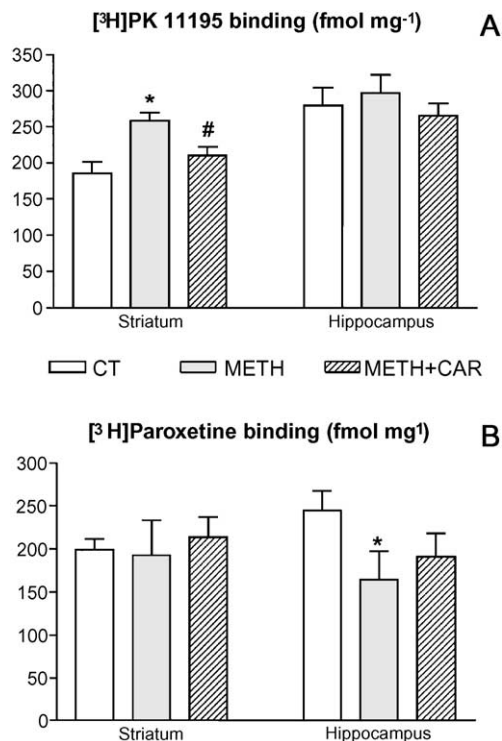 [³H]PK 11195 binding (fmol mg⁻¹)
A
350
300
250
200
150
100
50
0
*
#
Striatum
Hippocampus
CT
METH
METH+CAR
[³ H]Paroxetine binding (fmol mg¹)
B
300
250
200
150
100
50
0
*
Striatum
Hippocampus